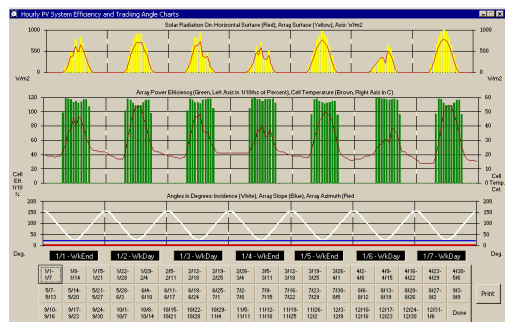 Hourly PV System Efficiency and Tracking Angle Charts
Solar Radiation On: Horizontal Surface (Red), Array Surface (Yellow), Axis: W/m2
1000 1000
500 500
0 0
W/m2 W/m2
Array Power Efficiency(Green, Left Axis in 1/10ths of Percent), Cell Temperature (Brown, Right Axis in C)
120 60
100 50
80 40
60 30
40 20
20 10
0 0
Cell Eff. 1/10 %
Cell Temp. Cel.
Angles in Degrees: Incidence (White), Array Slope (Blue), Array Azimuth (Red
200 200
150 150
100 100
50 50
0 0
Deg. 1/1 - WkEnd 1/2 - WkDay 1/3 - WkDay 1/4 - WkEnd 1/5 - WkEnd 1/6 - WkDay 1/7 - WkDay Deg.
1/1- 1/8- 1/15- 1/22- 1/29- 2/5- 2/12- 2/19- 2/26- 3/5- 3/12- 3/19- 3/26- 4/2- 4/9- 4/16- 4/23- 4/30-
1/7 1/14 1/21 1/28 2/4 2/11 2/18 2/25 3/4 3/11 3/18 3/25 4/1 4/8 4/15 4/22 4/29 5/6
5/7- 5/14- 5/21- 5/28- 6/4- 6/11- 6/18- 6/25- 7/2- 7/9- 7/16- 7/23- 7/30- 8/6- 8/13- 8/20- 8/27- 9/3-
5/13 5/20 5/27 6/3 6/10 6/17 6/24 7/1 7/8 7/15 7/22 7/29 8/5 8/12 8/19 8/26 9/2 9/9
Print
9/10- 9/17- 9/24- 10/1- 10/8- 10/15- 10/22- 10/29- 11/5- 11/12- 11/19- 11/26- 12/3- 12/10- 12/17- 12/24- Done
9/16 9/23 9/30 10/7 10/14 10/21 10/28 11/4 11/11 11/18 11/25 12/2 12/9 12/16 12/23 12/30